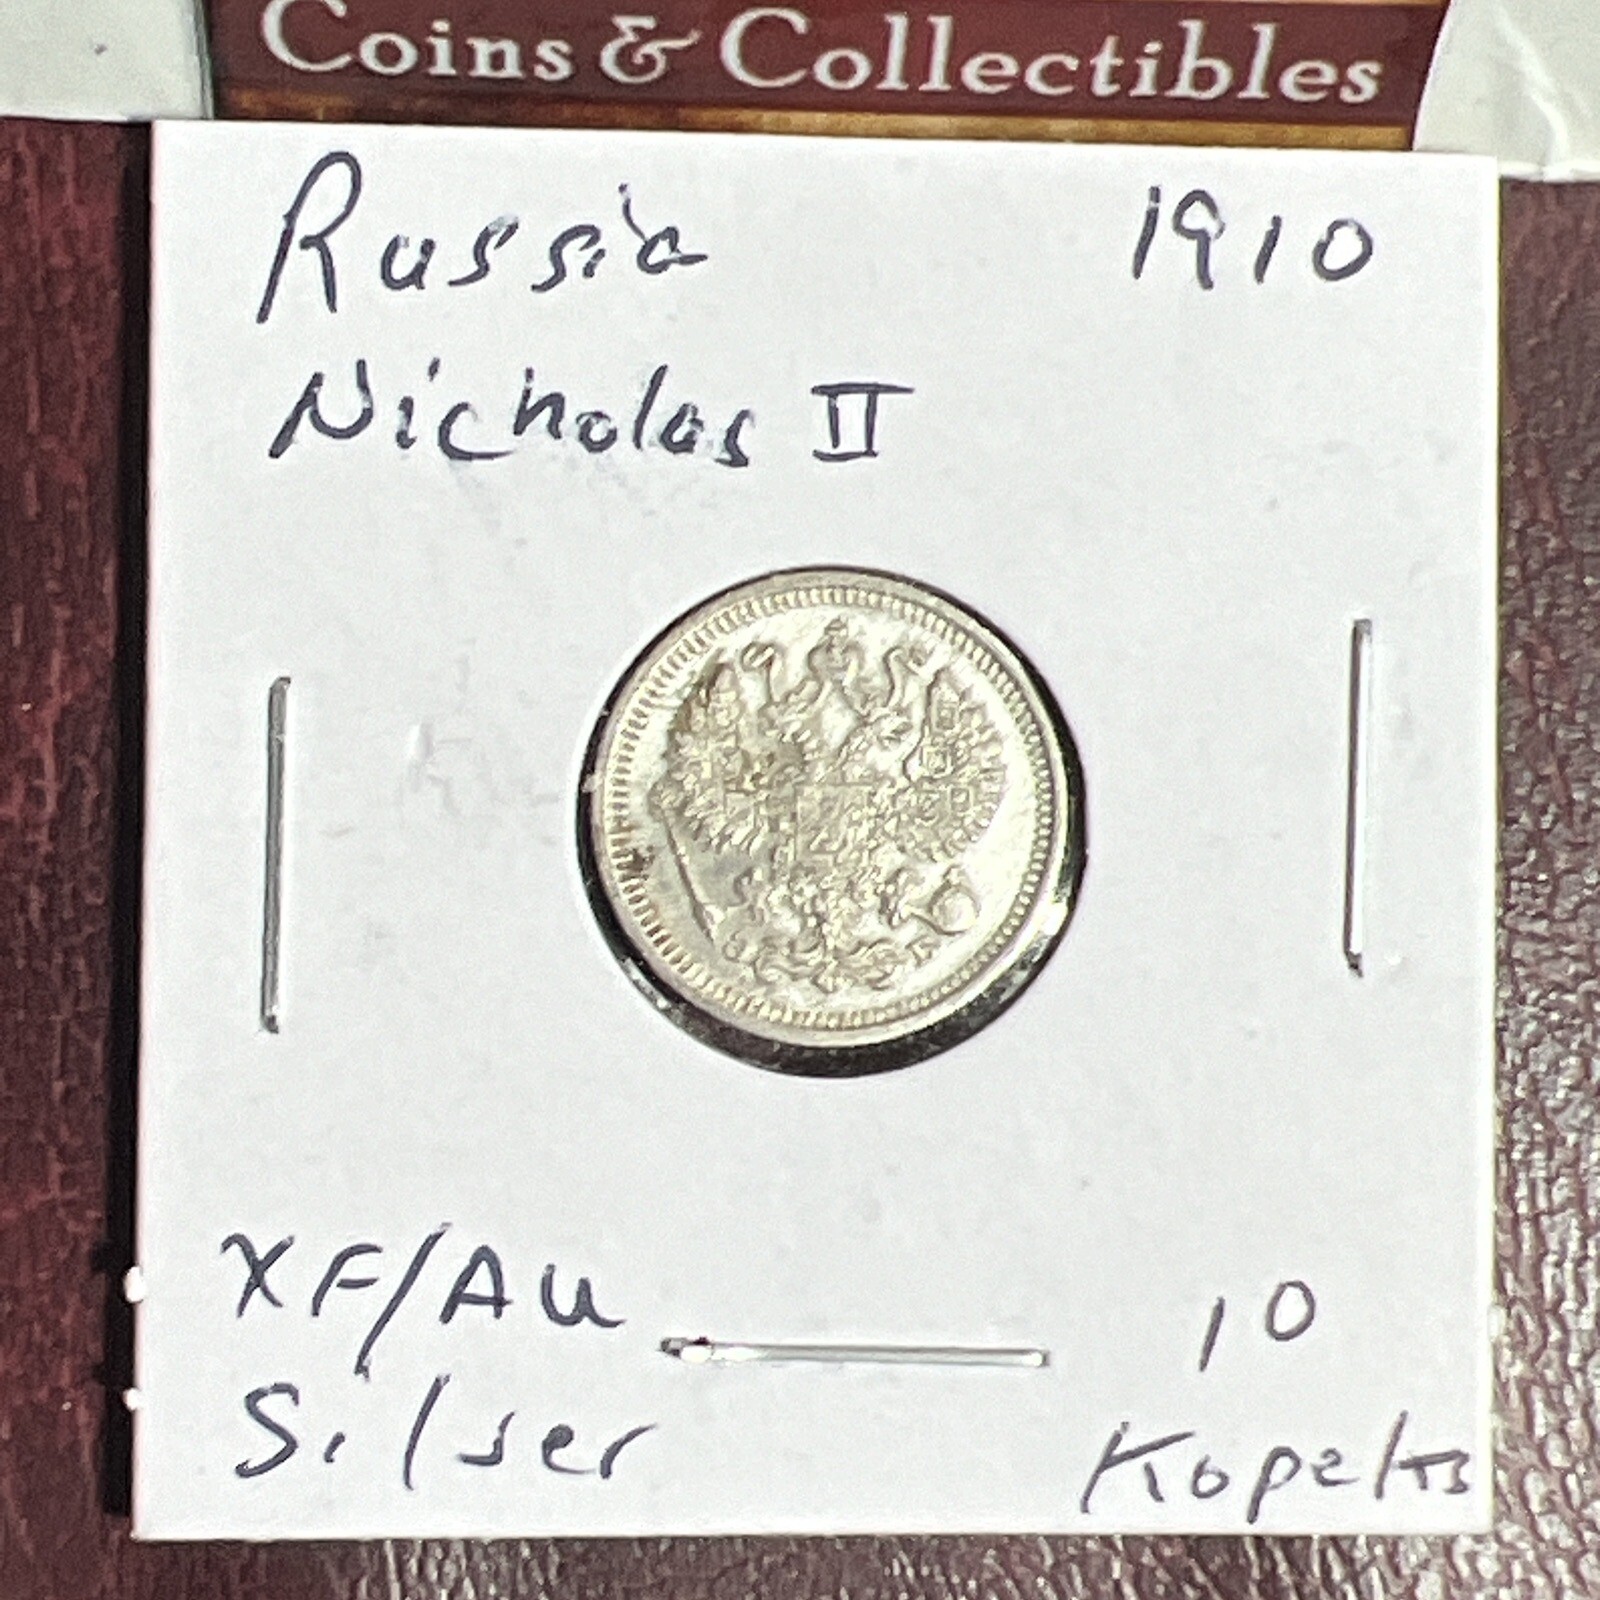 Coins & Collectibles
Russia 1910
Nicholas II
XF/AU
Silver
10
Kopeks